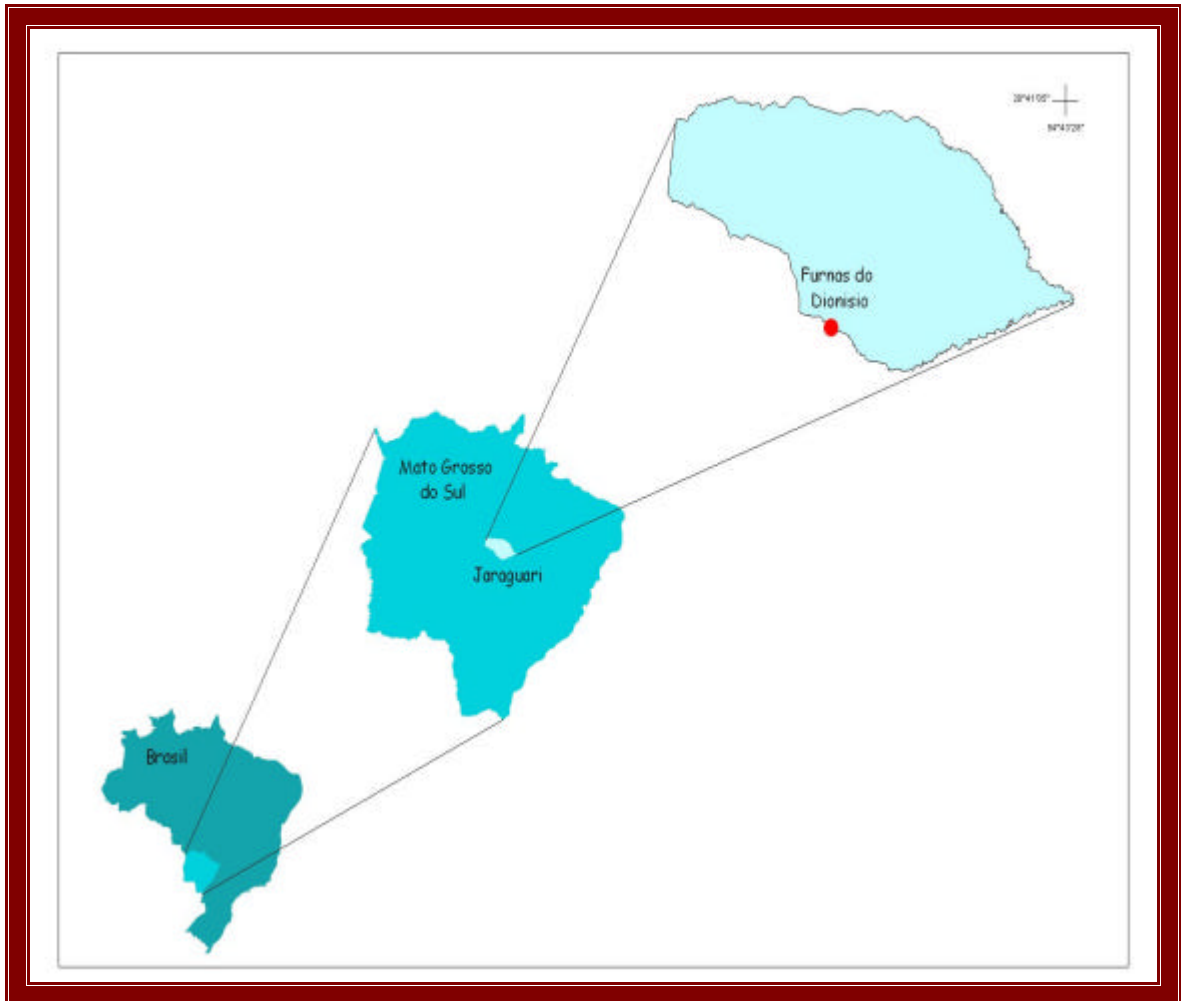 Furnas do
Dionisio
Mato Grosso
do Sul
Jaraguari
Brasil